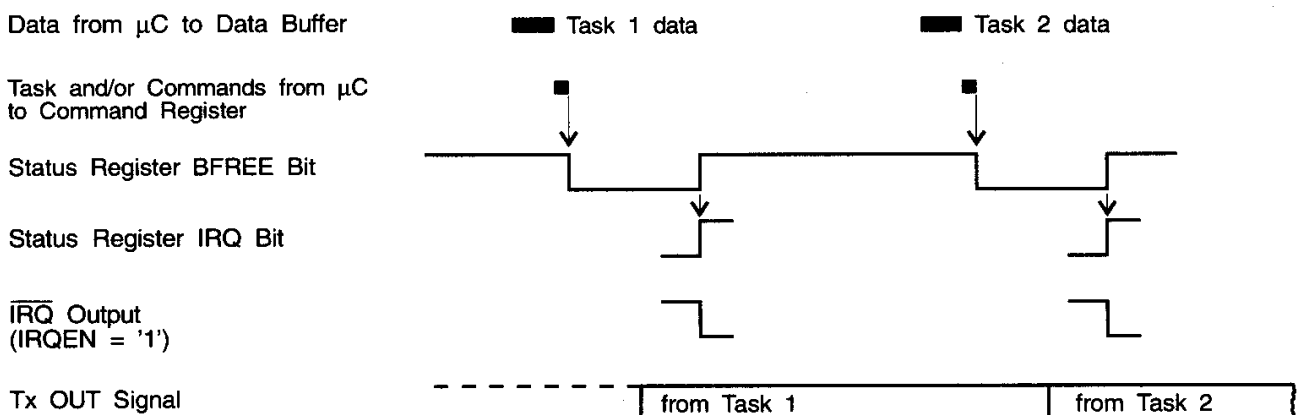 Data from μC to Data Buffer
Task 1 data
Task 2 data
Task and/or Commands from μC
to Command Register
Status Register BFREE Bit
Status Register IRQ Bit
IRQ Output
(IRQEN = '1')
Tx OUT Signal
from Task 1
from Task 2